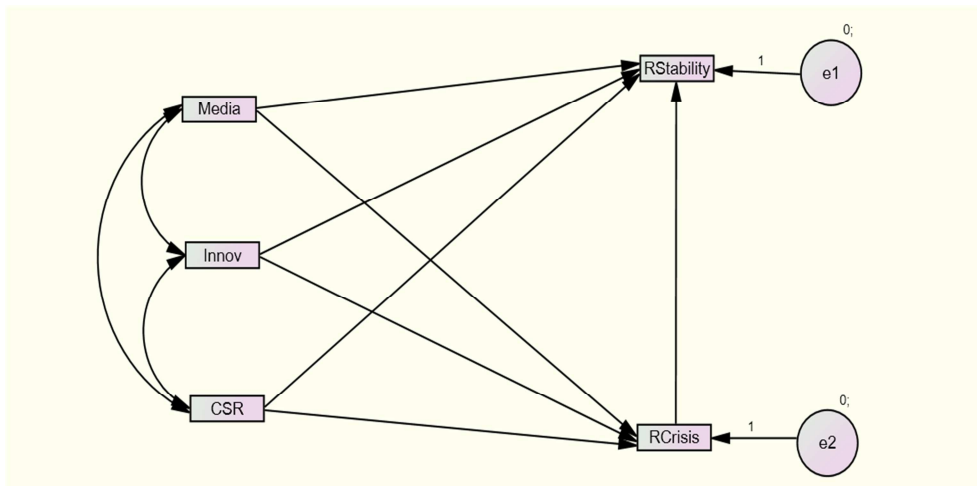 0;
RStability
1
e1
Media
Innov
CSR
0;
RCrisis
1
e2